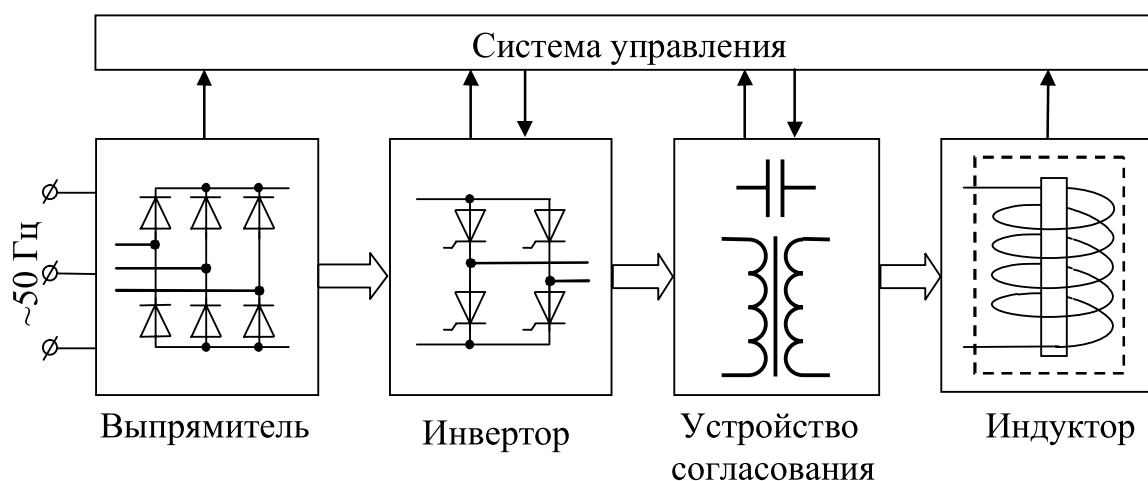 Система управления
~50 Гц
Выпрямитель
Инвертор
Устройство
согласования
Индуктор